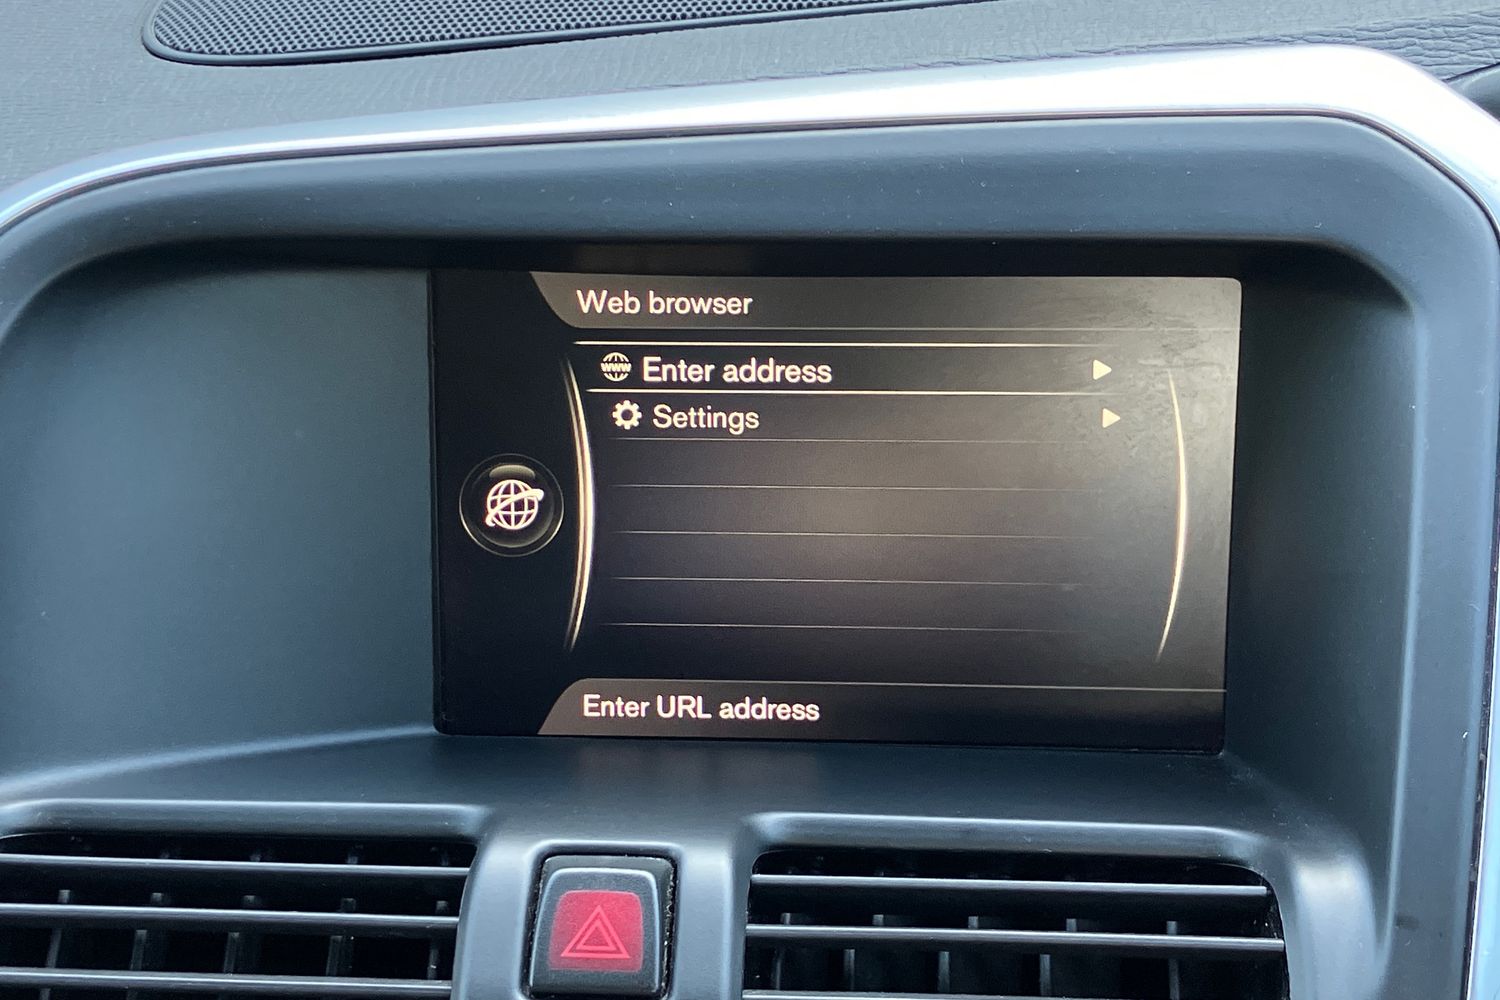 Web browser
www Enter address
Settings
Enter URL address